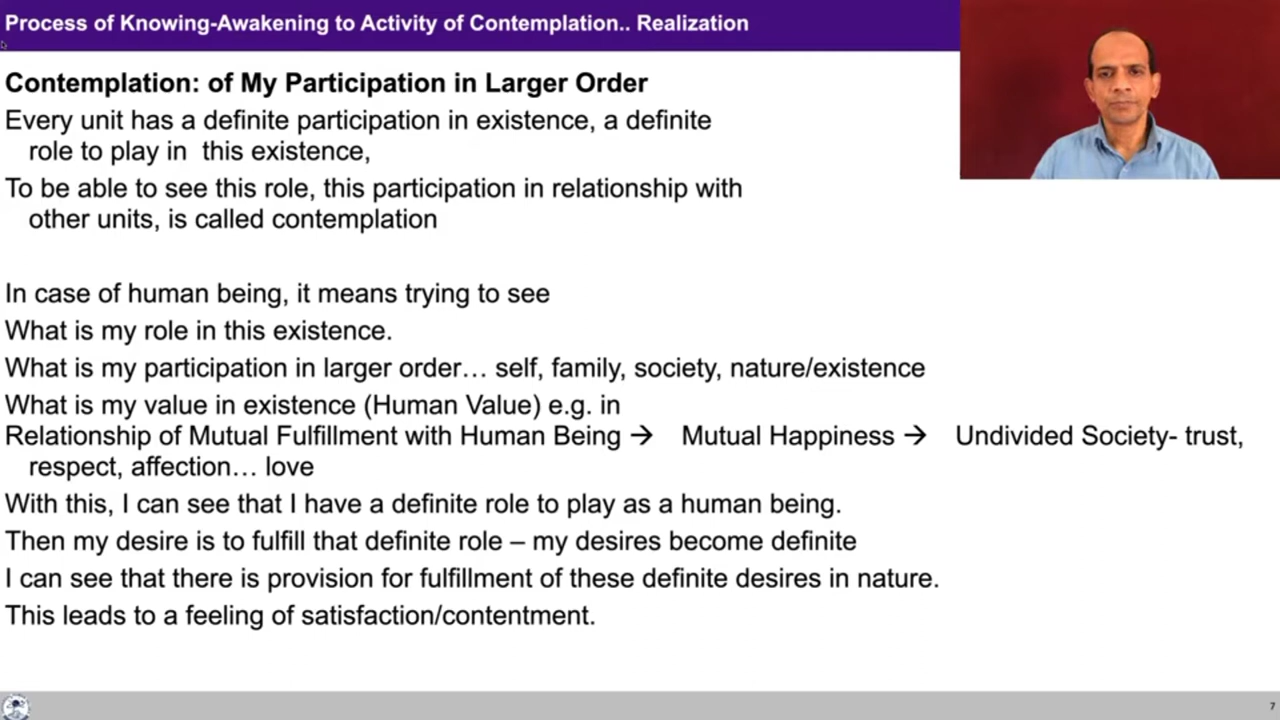 Process of Knowing-Awakening to Activity of Contemplation.. Realization
Contemplation: of My Participation in Larger Order
Every unit has a definite participation in existence, a definite
role to play in this existence,
To be able to see this role, this participation in relationship with
other units, is called contemplation
In case of human being, it means trying to see
What is my role in this existence.
What is my participation in larger order… self, family, society, nature/existence
What is my value in existence (Human Value) e.g. in
Relationship of Mutual Fulfillment with Human Being → Mutual Happiness → Undivided Society- trust,
respect, affection… love
With this, I can see that I have a definite role to play as a human being.
Then my desire is to fulfill that definite role – my desires become definite
I can see that there is provision for fulfillment of these definite desires in nature.
This leads to a feeling of satisfaction/contentment.
7